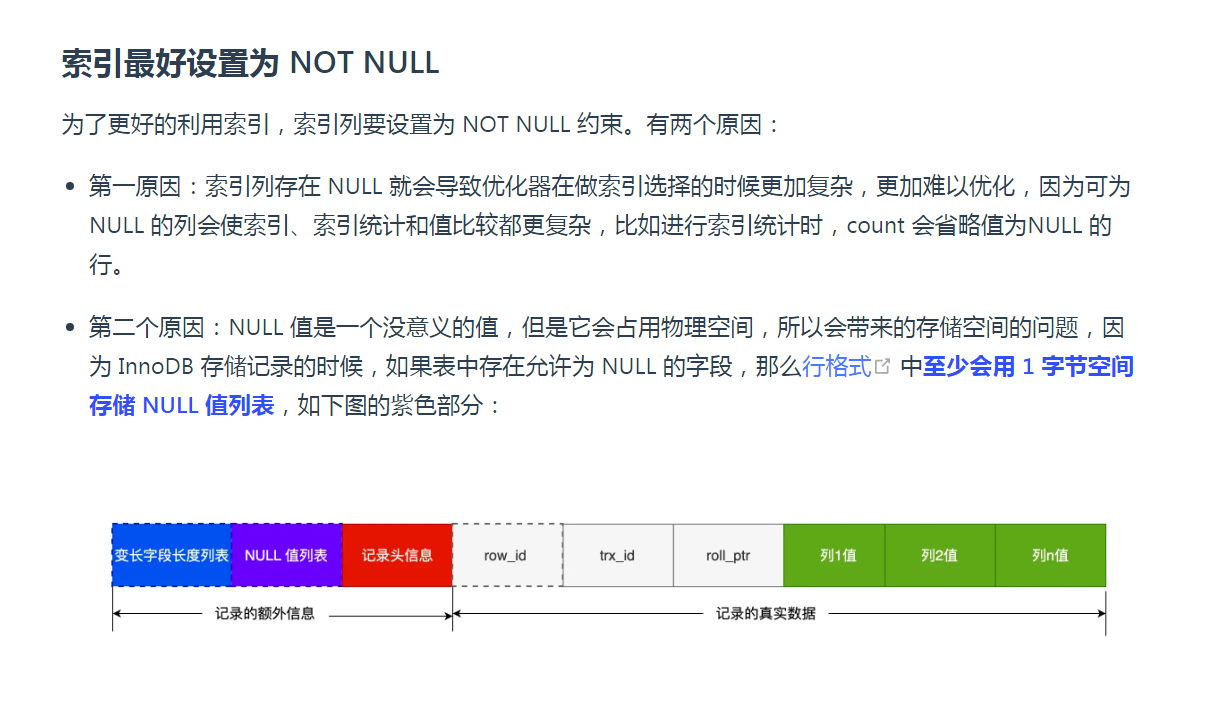 索引最好设置为 NOT NULL
为了更好的利用索引，索引列要设置为 NOT NULL 约束。有两个原因：
第一原因：索引列存在 NULL 就会导致优化器在做索引选择的时候更加复杂，更加难以优化，因为可为
NULL 的列会使索引、索引统计和值比较都更复杂，比如进行索引统计时，count 会省略值为NULL 的
行。
第二个原因：NULL 值是一个没意义的值，但是它会占用物理空间，所以会带来的存储空间的问题，因
为 InnoDB 存储记录的时候，如果表中存在允许为 NULL 的字段，那么行格式 中至少会用 1 字节空间
存储 NULL 值列表，如下图的紫色部分：
变长字段长度列表 NULL 值列表 记录头信息 row_id trx_id roll_ptr 列1值 列2值 列n值
记录的额外信息 记录的真实数据